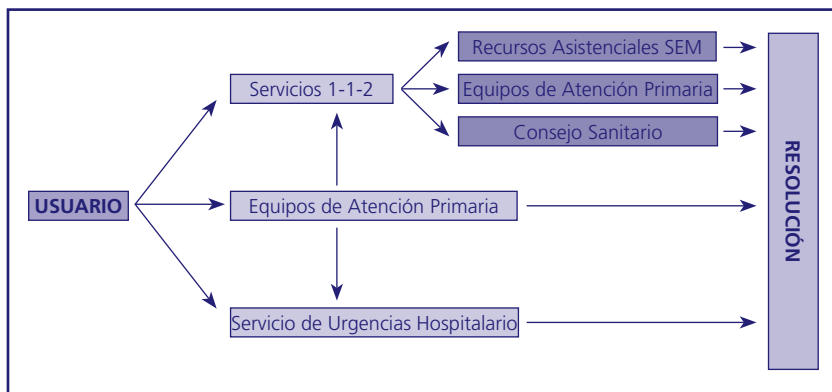 Recursos Asistenciales SEM
Servicios 1-1-2
Equipos de Atención Primaria
Consejo Sanitario
USUARIO
Equipos de Atención Primaria
Servicio de Urgencias Hospitalario
RESOLUCIÓN